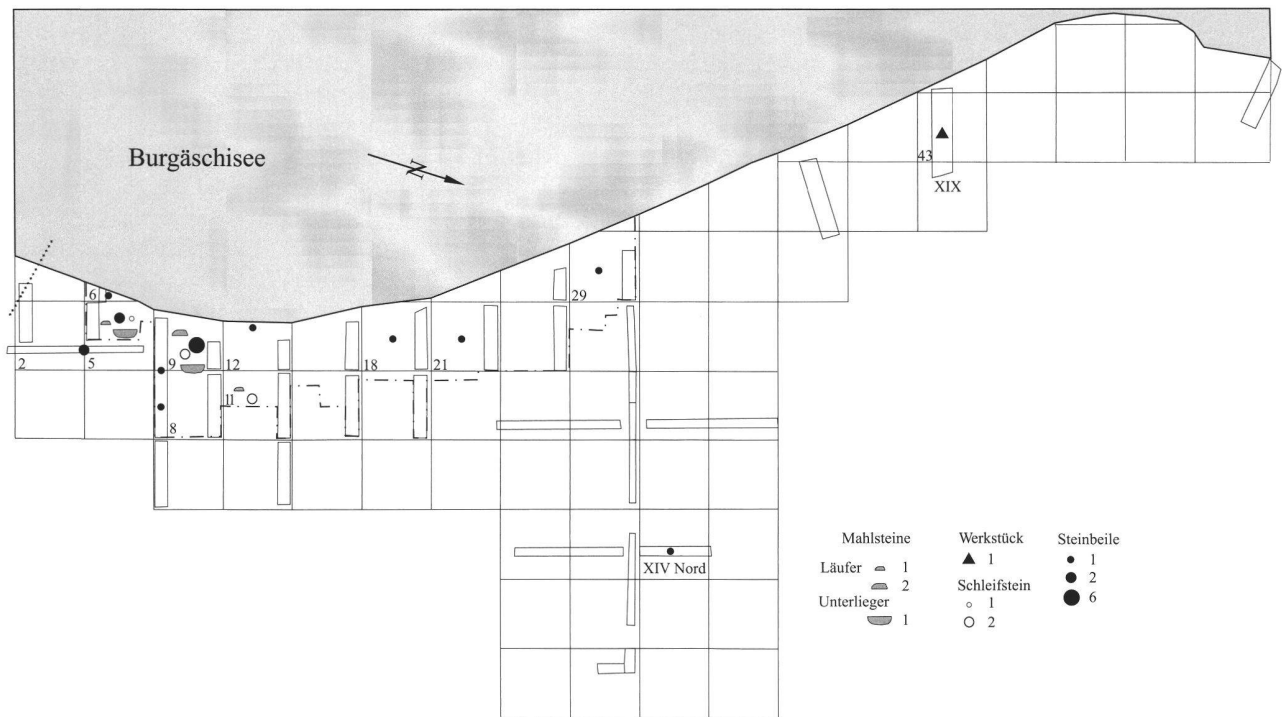 Burgäschisee
N
43
XIX
6
29
2
5
9
12
18
21
11
8
XIV Nord
Mahlsteine
Läufer
1
2
Unterlieger
1
Werkstück
1
Schleifstein
1
2
Steinbeile
1
2
6